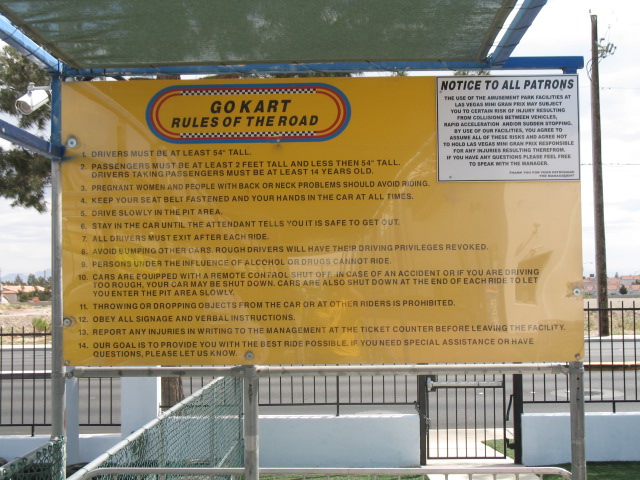 GO KART
RULES OF THE ROAD
1. DRIVERS MUST BE AT LEAST 54" TALL.
2. PASSENGERS MUST BE AT LEAST 2 FEET TALL AND LESS THEN 54" TALL.
DRIVERS TAKING PASSENGERS MUST BE AT LEAST 14 YEARS OLD.
3. PREGNANT WOMEN AND PEOPLE WITH BACK OR NECK PROBLEMS SHOULD AVOID RIDING.
4. KEEP YOUR SEAT BELT FASTENED AND YOUR HANDS IN THE CAR AT ALL TIMES.
5. DRIVE SLOWLY IN THE PIT AREA.
6. STAY IN THE CAR UNTIL THE ATTENDANT TELLS YOU IT IS SAFE TO GET OUT.
7. ALL DRIVERS MUST EXIT AFTER EACH RIDE.
8. AVOID BUMPING OTHER CARS. ROUGH DRIVERS WILL HAVE THEIR DRIVING PRIVILEGES REVOKED.
9. PERSONS UNDER THE INFLUENCE OF ALCOHOL OR DRUGS CANNOT RIDE.
10. CARS ARE EQUIPPED WITH A REMOTE CONTROL SHUT OFF. IN CASE OF AN ACCIDENT OR IF YOU ARE DRIVING
TOO ROUGH, YOUR CAR MAY BE SHUT DOWN. CARS ARE ALSO SHUT DOWN AT THE END OF EACH RIDE TO LET
YOU ENTER THE PIT AREA SLOWLY.
11. THROWING OR DROPPING OBJECTS FROM THE CAR OR AT OTHER RIDERS IS PROHIBITED.
12. OBEY ALL SIGNAGE AND VERBAL INSTRUCTIONS.
13. REPORT ANY INJURIES IN WRITING TO THE MANAGEMENT AT THE TICKET COUNTER BEFORE LEAVING THE FACILITY.
14. OUR GOAL IS TO PROVIDE YOU WITH THE BEST RIDE POSSIBLE. IF YOU NEED SPECIAL ASSISTANCE OR HAVE
QUESTIONS, PLEASE LET US KNOW.
NOTICE TO ALL PATRONS
THE USE OF THE AMUSEMENT PARK FACILITIES AT
LAS VEGAS MINI GRAN PRIX MAY SUBJECT
YOU TO CERTAIN RISK OF INJURY RESULTING
FROM COLLISIONS BETWEEN VEHICLES,
RAPID ACCELERATION AND/OR SUDDEN STOPPING.
BY USE OF OUR FACILITIES, YOU AGREE TO
ASSUME ALL OF THESE RISKS AND AGREE NOT
TO HOLD LAS VEGAS MINI GRAN PRIX RESPONSIBLE
FOR ANY INJURIES RESULTING THEREFROM.
IF YOU HAVE ANY QUESTIONS PLEASE FEEL FREE
TO SPEAK WITH THE MANAGER.
THANK YOU FOR YOUR PATRONAGE
THE MANAGEMENT